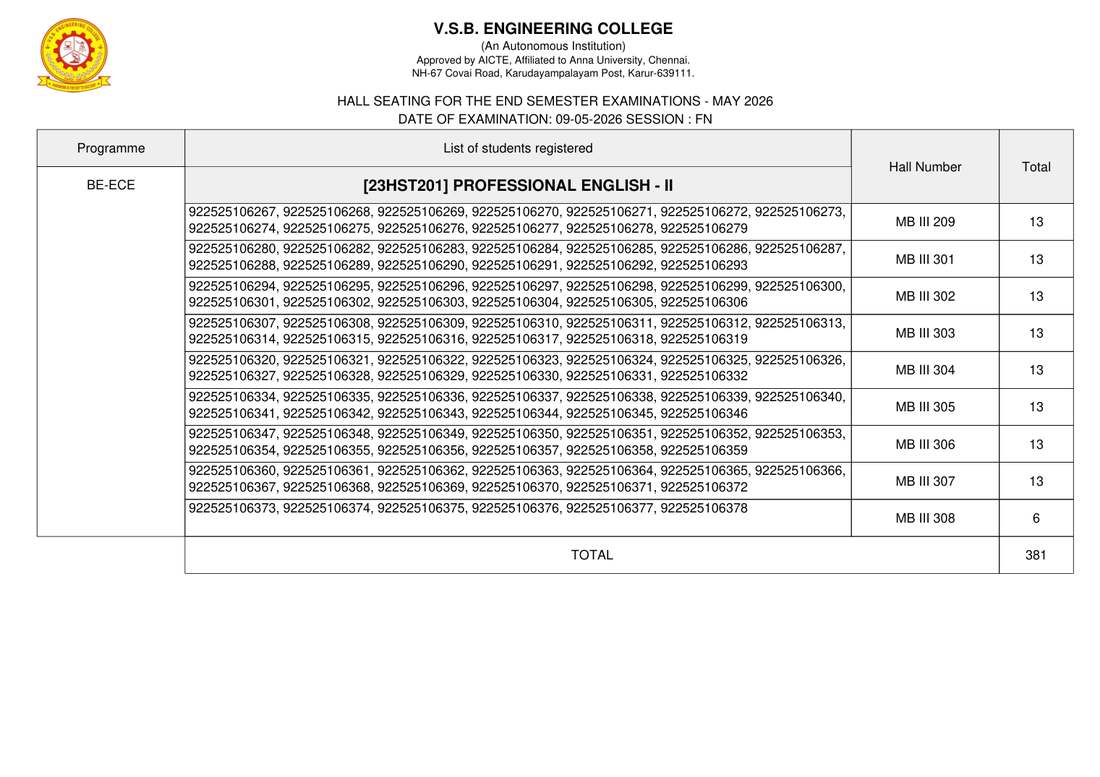 V.S.B. ENGINEERING COLLEGE
(An Autonomous Institution)
Approved by AICTE, Affiliated to Anna University, Chennai.
NH-67 Covai Road, Karudayampalayam Post, Karur-639111.
HALL SEATING FOR THE END SEMESTER EXAMINATIONS - MAY 2026
DATE OF EXAMINATION: 09-05-2026 SESSION : FN
Programme
List of students registered
Hall Number
Total
BE-ECE
[23HST201] PROFESSIONAL ENGLISH - II
922525106267, 922525106268, 922525106269, 922525106270, 922525106271, 922525106272, 922525106273,
922525106274, 922525106275, 922525106276, 922525106277, 922525106278, 922525106279
MB III 209
13
922525106280, 922525106282, 922525106283, 922525106284, 922525106285, 922525106286, 922525106287,
922525106288, 922525106289, 922525106290, 922525106291, 922525106292, 922525106293
MB III 301
13
922525106294, 922525106295, 922525106296, 922525106297, 922525106298, 922525106299, 922525106300,
922525106301, 922525106302, 922525106303, 922525106304, 922525106305, 922525106306
MB III 302
13
922525106307, 922525106308, 922525106309, 922525106310, 922525106311, 922525106312, 922525106313,
922525106314, 922525106315, 922525106316, 922525106317, 922525106318, 922525106319
MB III 303
13
922525106320, 922525106321, 922525106322, 922525106323, 922525106324, 922525106325, 922525106326,
922525106327, 922525106328, 922525106329, 922525106330, 922525106331, 922525106332
MB III 304
13
922525106334, 922525106335, 922525106336, 922525106337, 922525106338, 922525106339, 922525106340,
922525106341, 922525106342, 922525106343, 922525106344, 922525106345, 922525106346
MB III 305
13
922525106347, 922525106348, 922525106349, 922525106350, 922525106351, 922525106352, 922525106353,
922525106354, 922525106355, 922525106356, 922525106357, 922525106358, 922525106359
MB III 306
13
922525106360, 922525106361, 922525106362, 922525106363, 922525106364, 922525106365, 922525106366,
922525106367, 922525106368, 922525106369, 922525106370, 922525106371, 922525106372
MB III 307
13
922525106373, 922525106374, 922525106375, 922525106376, 922525106377, 922525106378
MB III 308
6
TOTAL
381